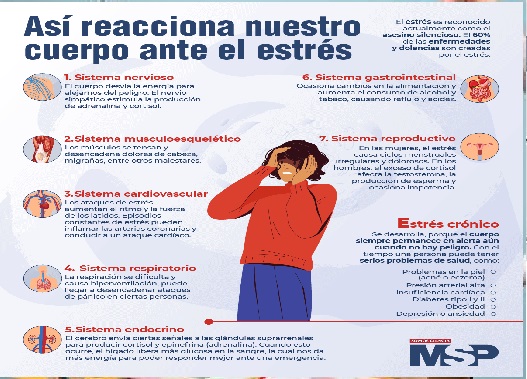 Así reacciona nuestro
cuerpo ante el estrés
El estrés es reconocido
actualmente como el
asesino silencioso. El 60%
de las enfermedades
y dolencias son creadas
por el estrés.
1. Sistema nervioso
El cuerpo desvía la energía para
alejarnos del peligro. El nervio
simpático estimula la producción
de adrenalina y cortisol.
2. Sistema musculoesquelético
Los músculos se tensan y
desencadena dolores de cabeza,
migrañas, entre otros malestares.
3. Sistema cardiovascular
Los ataques de estrés
aumentan el ritmo y la fuerza
de los latidos. Episodios
constantes de estrés pueden
inflamar las arterias coronarias y
conducir a un ataque cardíaco.
4. Sistema respiratorio
La respiración se dificulta y
causa hiperventilación, puede
llegar a desencadenar ataques
de pánico en ciertas personas.
5. Sistema endocrino
El cerebro envía ciertas señales a las glándulas suprarrenales
para producir cortisol y epinefrina (adrenalina). Cuando esto
ocurre, el hígado libera más glucosa en la sangre, la cual nos da
más energía para poder responder mejor ante una emergencia.
6. Sistema gastrointestinal
Ocasiona cambios en la alimentación y
aumenta el consumo de alcohol y
tabaco, causando reflujo y acidez.
7. Sistema reproductivo
En las mujeres, el estrés
causa ciclos menstruales
irregulares y dolorosos. En los
hombres, el exceso de cortisol
afecta la testosterona, la
producción de esperma y
ocasiona impotencia.
Estrés crónico
Se desarrolla, porque el cuerpo
siempre permanece en alerta aún
cuando no hay peligro. Con el
tiempo una persona puede tener
serios problemas de salud, como:
Problemas en la piel
(acné o eczema)
Presión arterial alta
Insuficiencia cardíaca
Diabetes tipo I y II
Obesidad
Depresión o ansiedad
MSP